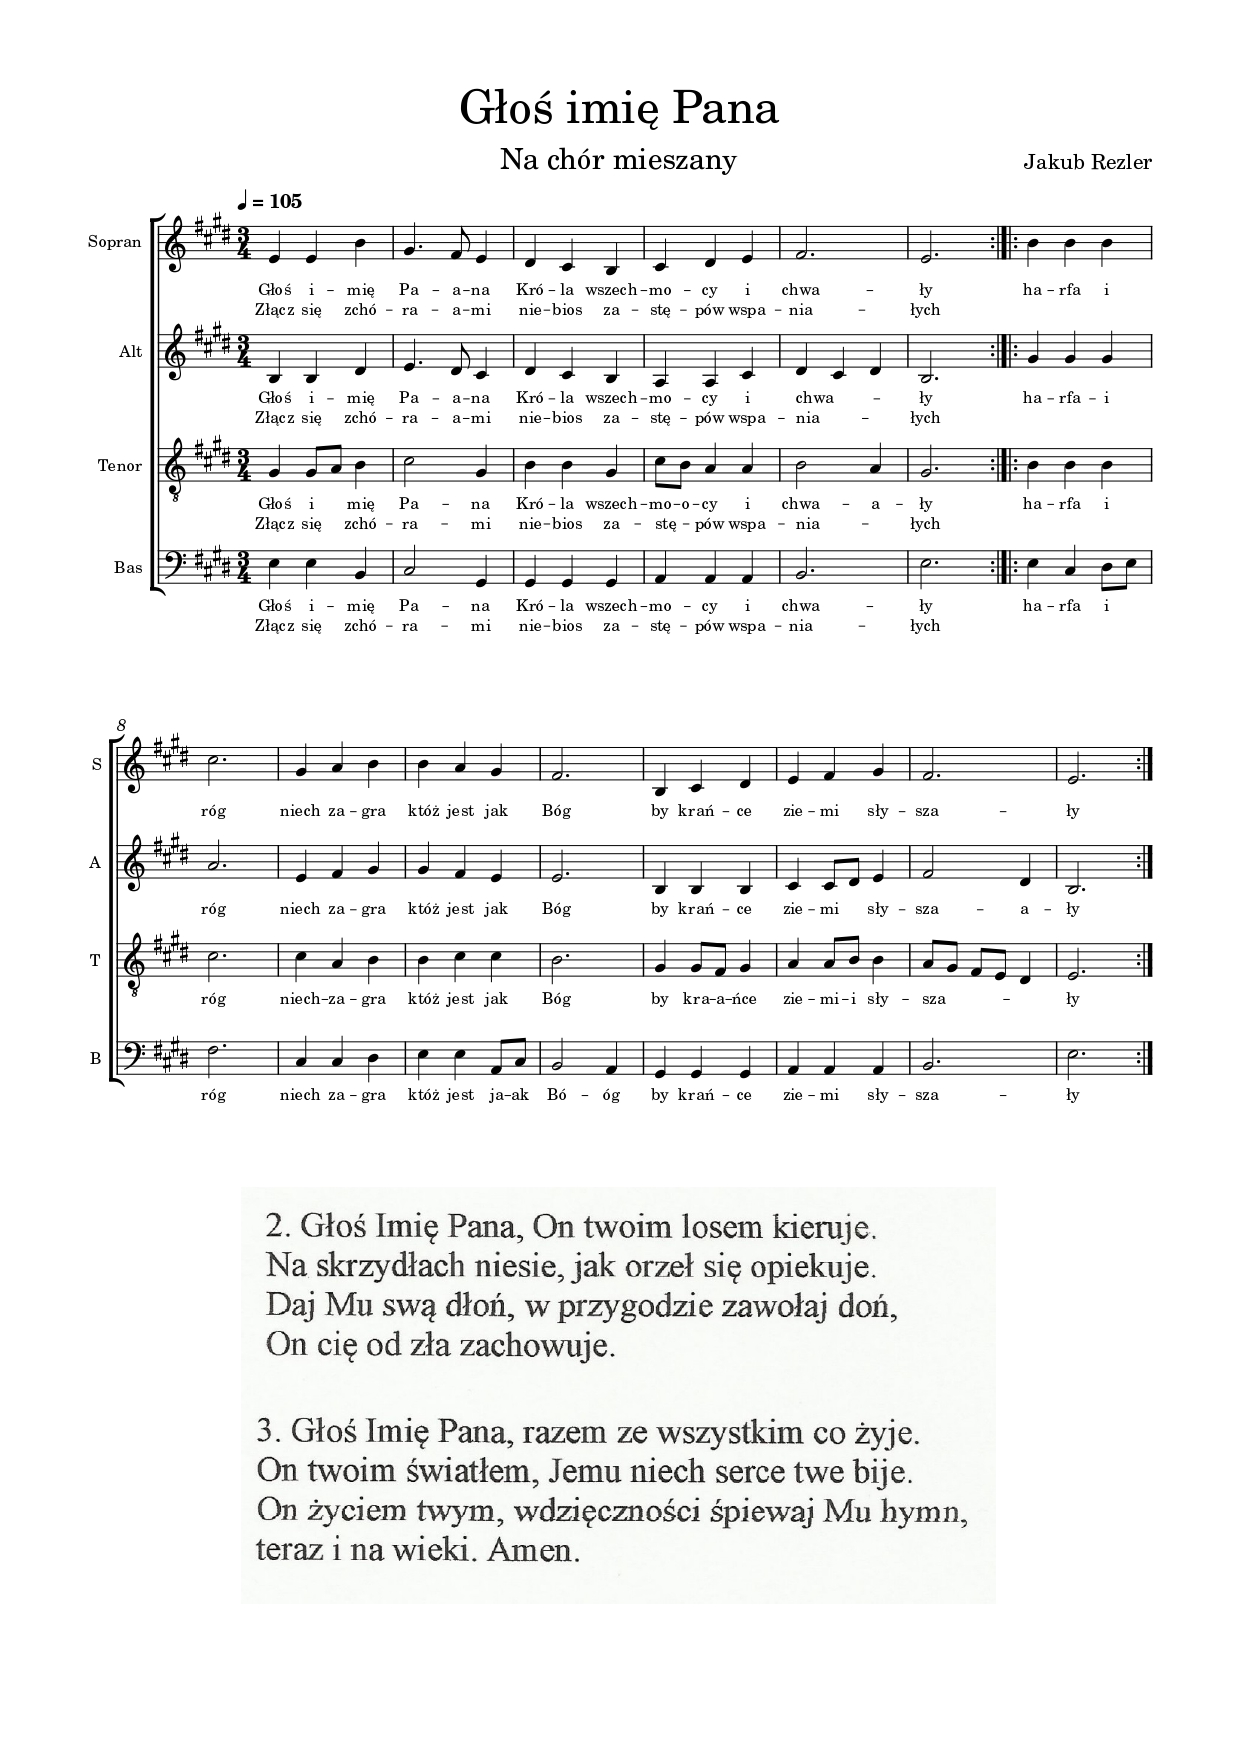 Głoś imię Pana
Na chór mieszany
Jakub Rezler
♩ = 105
Sopran
Głoś i -- mię Pa -- a -- na Kró -- la wszech -- mo -- cy i chwa -- ły ha -- rfa i
Złącz się zchó -- ra -- a -- mi nie -- bios za -- stę -- pów wspa -- nia -- łych
Alt
Głoś i -- mię Pa -- a -- na Kró -- la wszech -- mo -- cy i chwa -- ły ha -- rfa -- i
Złącz się zchó -- ra -- a -- mi nie -- bios za -- stę -- pów wspa -- nia -- łych
Tenor
Głoś i mię Pa -- na Kró -- la wszech -- mo -- o -- cy i chwa -- a -- ły ha -- rfa i
Złącz się zchó -- ra -- mi nie -- bios za -- stę -- pów wspa -- nia -- łych
Bas
Głoś i -- mię Pa -- na Kró -- la wszech -- mo -- cy i chwa -- ły ha -- rfa i
Złącz się zchó -- ra -- mi nie -- bios za -- stę -- pów wspa -- nia -- łych
8
S
róg niech za -- gra któż jest jak Bóg by krań -- ce zie -- mi sły -- sza -- ły
A
róg niech za -- gra któż jest jak Bóg by krań -- ce zie -- mi sły -- sza -- a -- ły
T
róg niech -- za -- gra któż jest jak Bóg by kra -- a -- ńce zie -- mi -- i sły -- sza -- ły
B
róg niech za -- gra któż jest ja -- ak Bó -- óg by krań -- ce zie -- mi sły -- sza -- ły
2. Głoś Imię Pana, On twoim losem kieruje.
Na skrzydłach niesie, jak orzeł się opiekuje.
Daj Mu swą dłoń, w przygodzie zawołaj doń,
On cię od zła zachowuje.
3. Głoś Imię Pana, razem ze wszystkim co żyje.
On twoim światłem, Jemu niech serce twe bije.
On życiem twym, wdzięczności śpiewaj Mu hymn,
teraz i na wieki. Amen.